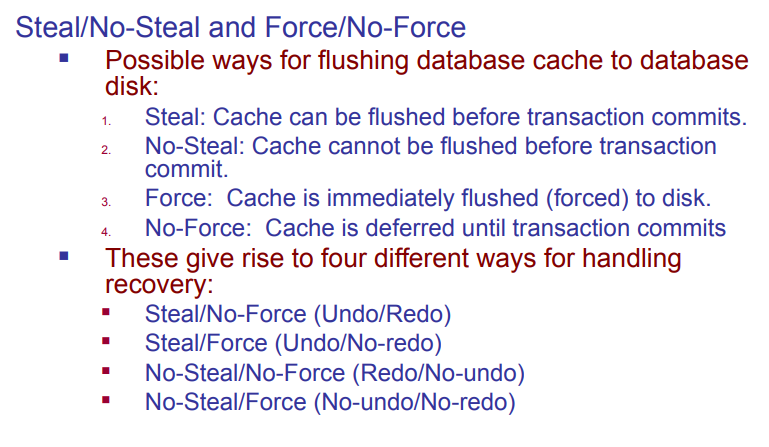 Steal/No-Steal and Force/No-Force
▪ Possible ways for flushing database cache to database
disk:
1. Steal: Cache can be flushed before transaction commits.
2. No-Steal: Cache cannot be flushed before transaction
commit.
3. Force: Cache is immediately flushed (forced) to disk.
4. No-Force: Cache is deferred until transaction commits
▪ These give rise to four different ways for handling
recovery:
▪ Steal/No-Force (Undo/Redo)
▪ Steal/Force (Undo/No-redo)
▪ No-Steal/No-Force (Redo/No-undo)
▪ No-Steal/Force (No-undo/No-redo)